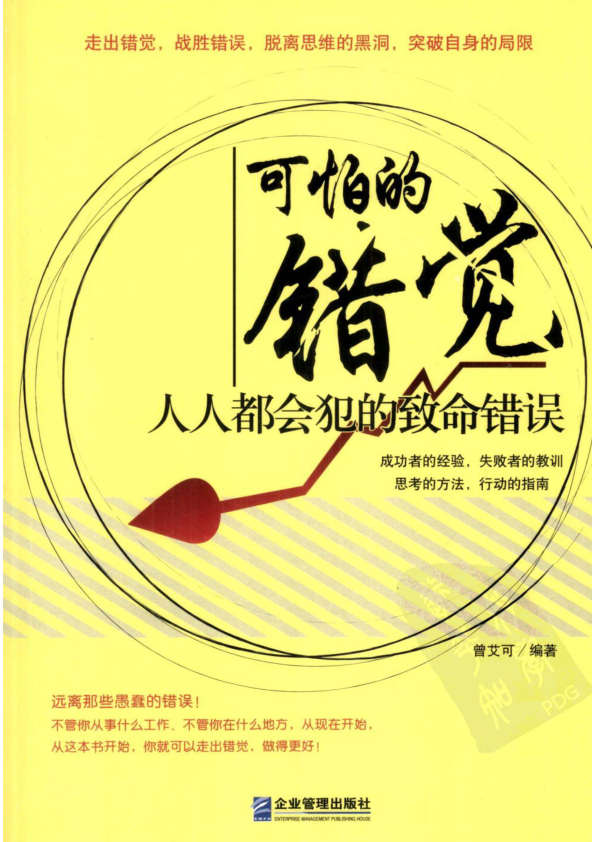 走出错觉，战胜错误，脱离思维的黑洞，突破自身的局限
可怕的
错觉
人人都会犯的致命错误
成功者的经验，失败者的教训
思考的方法，行动的指南
曾艾可／编著
PDG
远离那些愚蠢的错误！
不管你从事什么工作、不管你在什么地方，从现在开始，
从这本书开始，你就可以走出错觉，做得更好！
企业管理出版社
EMPH
ENTERPRISE MANAGEMENT PUBLISHING HOUSE